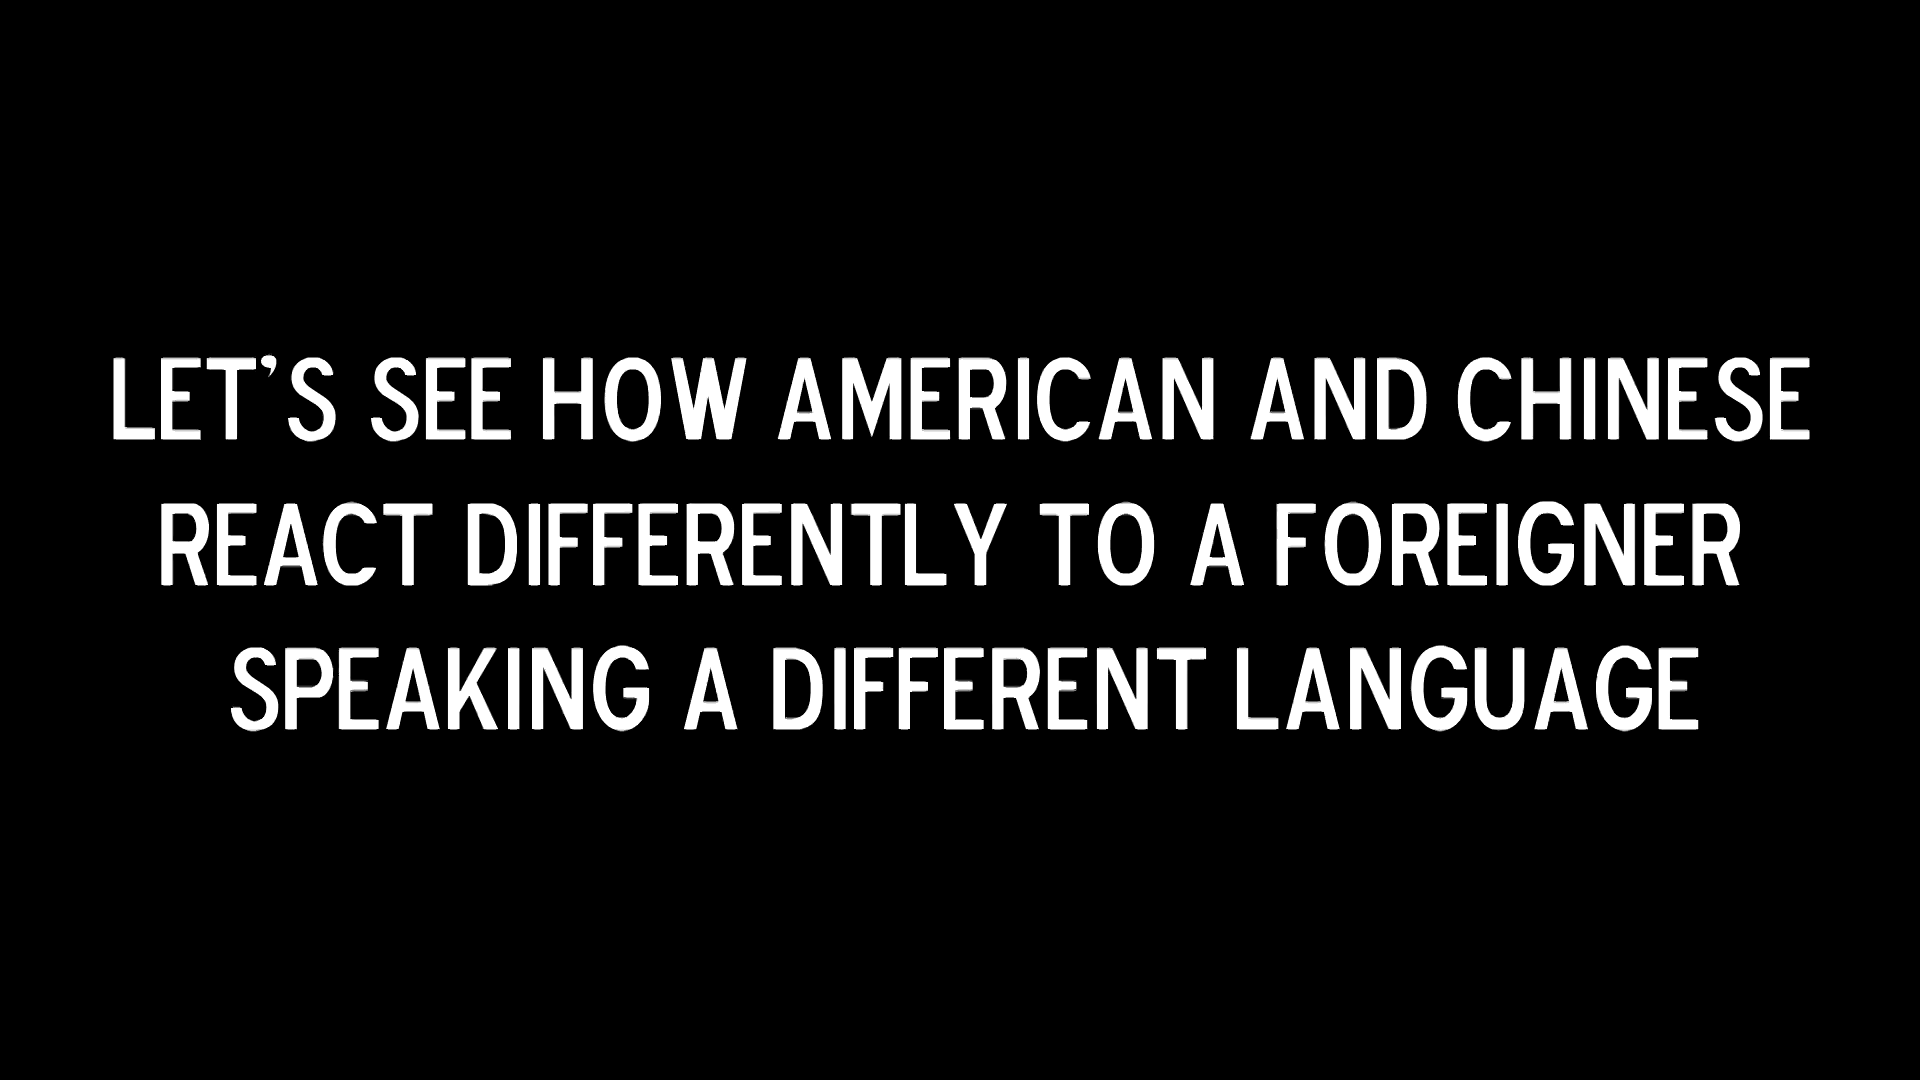 LET'S SEE HOW AMERICAN AND CHINESE
REACT DIFFERENTLY TO A FOREIGNER
SPEAKING A DIFFERENT LANGUAGE